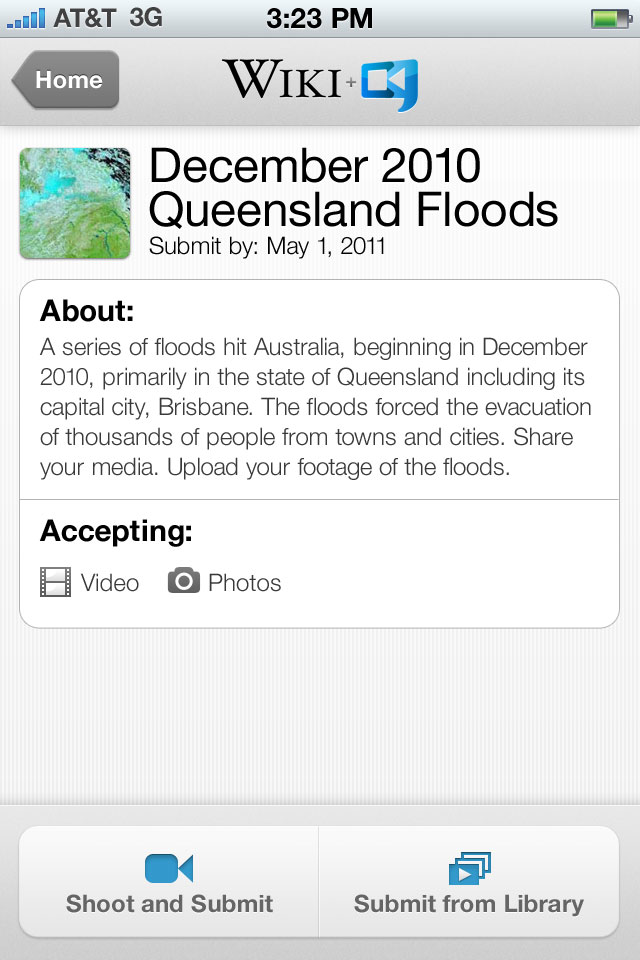 AT&T 3G 3:23 PM
Home
WIKI+
December 2010
Queensland Floods
Submit by: May 1, 2011
About:
A series of floods hit Australia, beginning in December
2010, primarily in the state of Queensland including its
capital city, Brisbane. The floods forced the evacuation
of thousands of people from towns and cities. Share
your media. Upload your footage of the floods.
Accepting:
Video Photos
Shoot and Submit Submit from Library